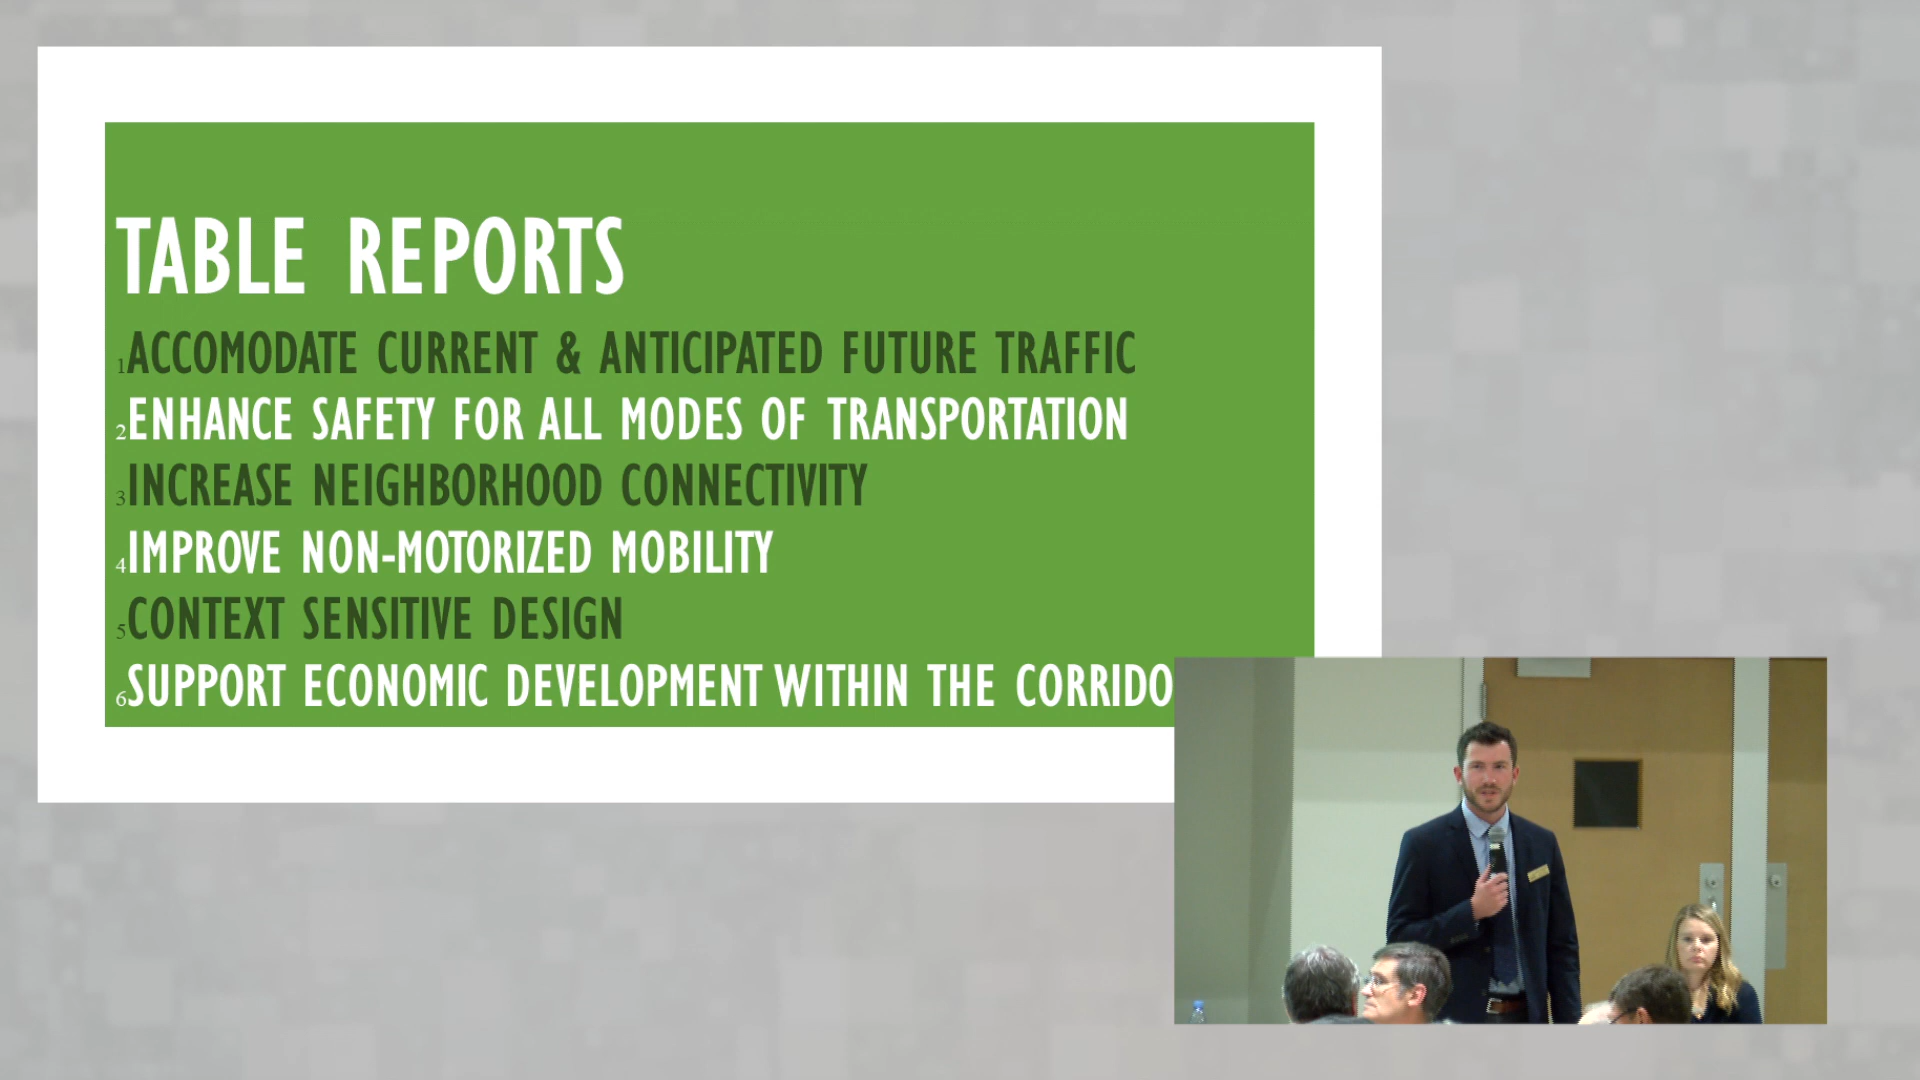 TABLE REPORTS
1ACCOMODATE CURRENT & ANTICIPATED FUTURE TRAFFIC
2ENHANCE SAFETY FOR ALL MODES OF TRANSPORTATION
3INCREASE NEIGHBORHOOD CONNECTIVITY
4IMPROVE NON-MOTORIZED MOBILITY
5CONTEXT SENSITIVE DESIGN
6SUPPORT ECONOMIC DEVELOPMENT WITHIN THE CORRIDO